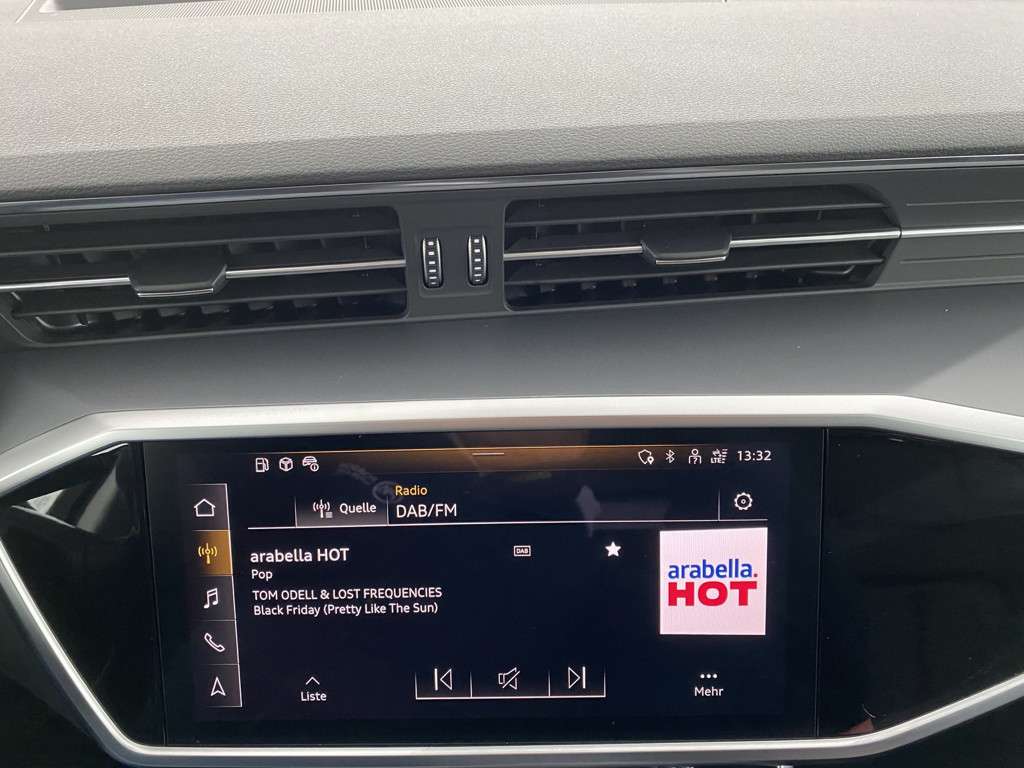 LTE 13:32
Radio
Quelle DAB/FM
arabella HOT DAB
Pop
TOM ODELL & LOST FREQUENCIES
Black Friday (Pretty Like The Sun)
arabella.
HOT
Liste
Mehr